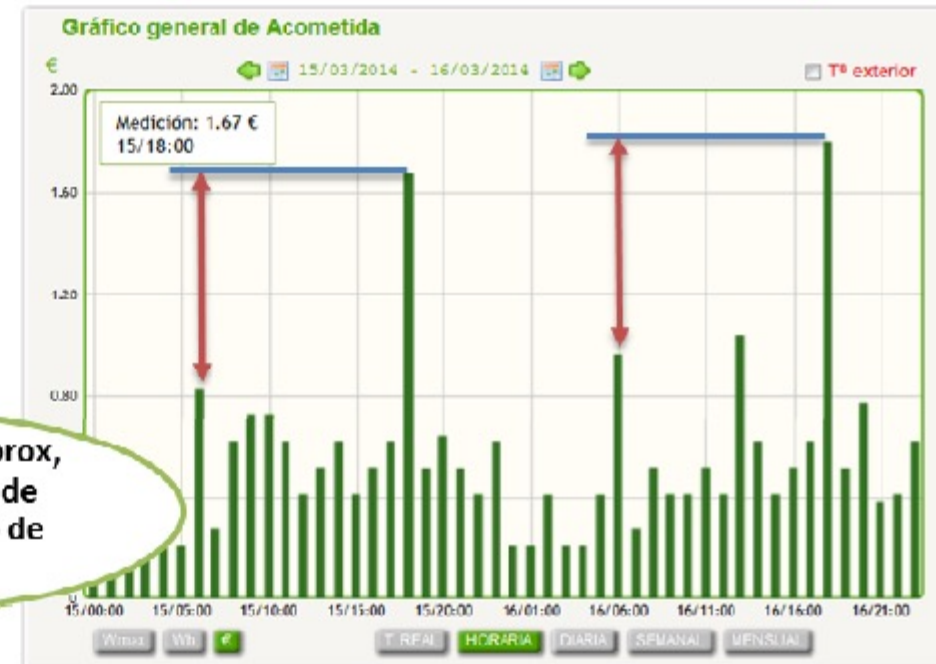 Gráfico general de Acometida
€
15/03/2014 - 16/03/2014
Tª exterior
2.00
Medición: 1.67 €
15/18:00
1.60
1.20
0.80
de
de
0
15/00:00 15/05:00 15/10:00 15/15:00 15/20:00 16/01:00 16/06:00 16/11:00 16/16:00 16/21:00
Wmax Wh € T. REAL HORARIA DIARIA SEMANAL MENSUAL